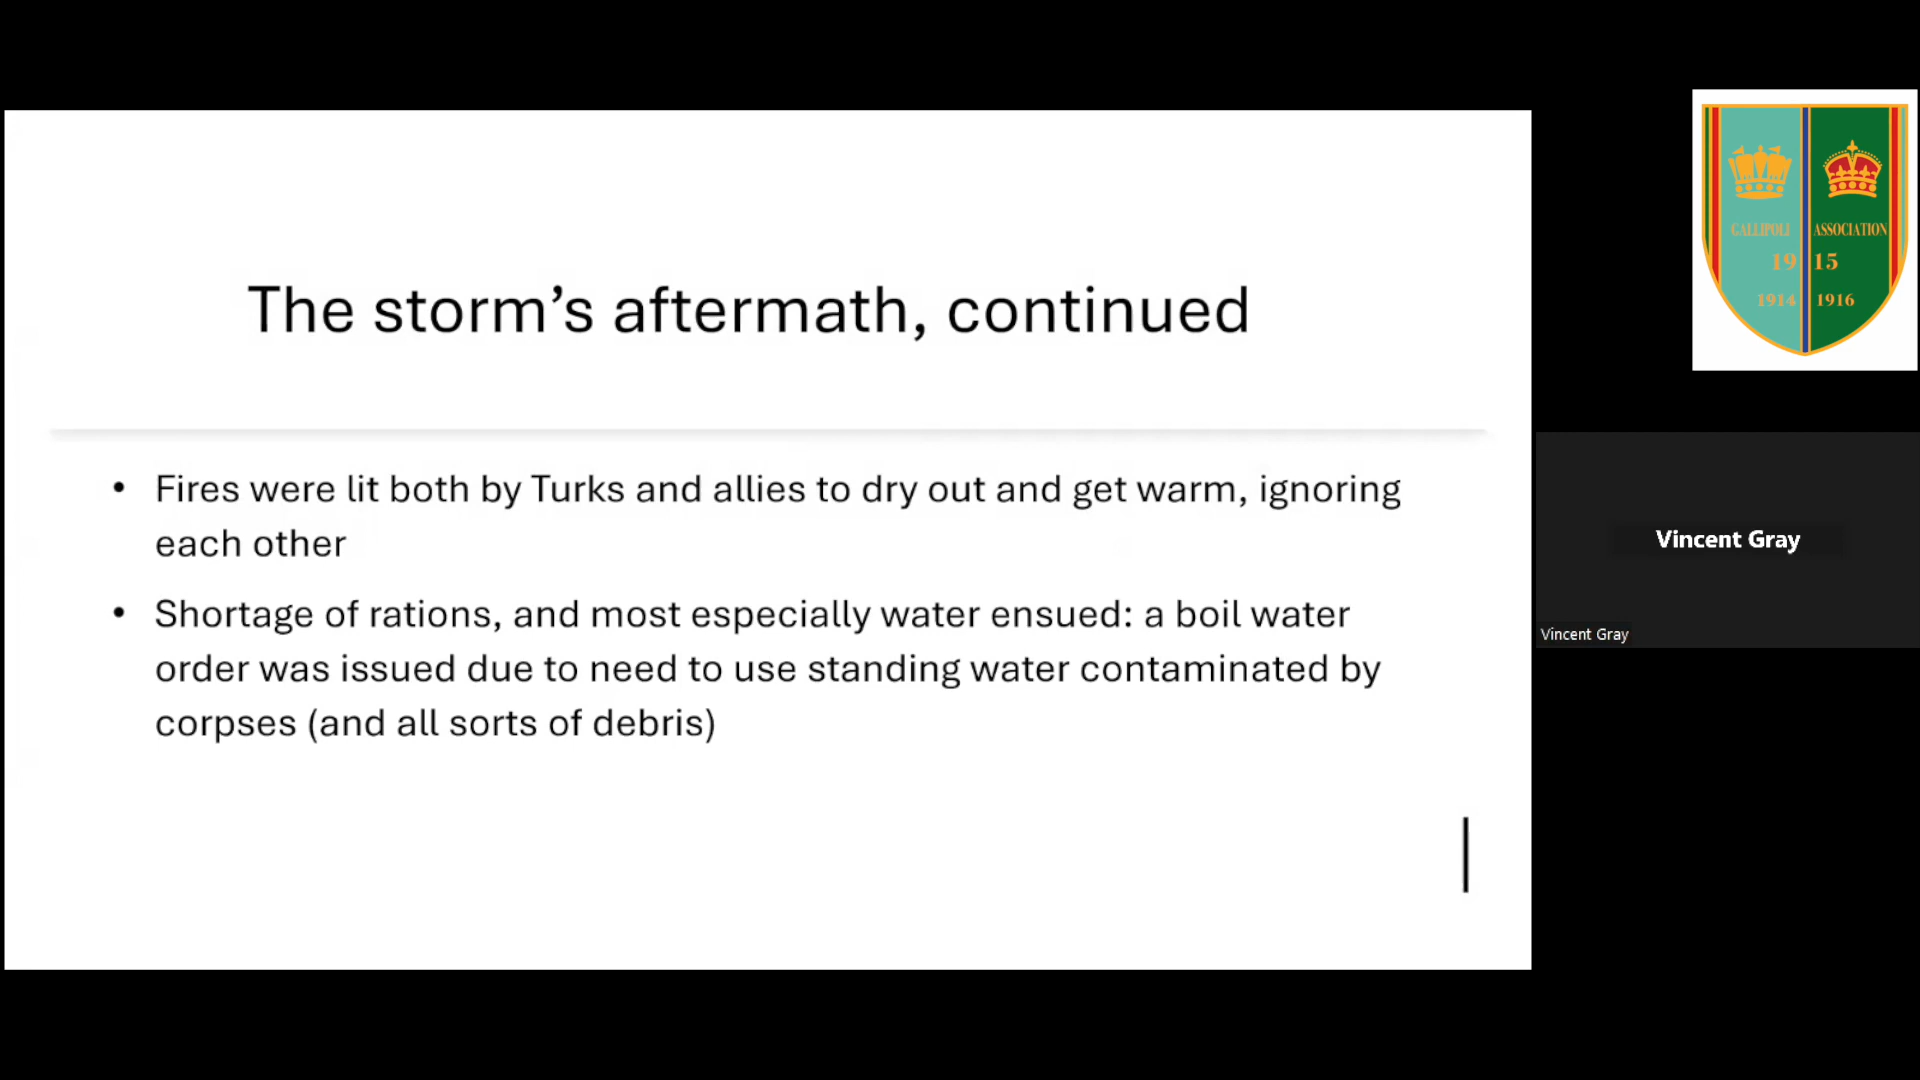 The storm’s aftermath, continued
• Fires were lit both by Turks and allies to dry out and get warm, ignoring
each other
• Shortage of rations, and most especially water ensued: a boil water
order was issued due to need to use standing water contaminated by
corpses (and all sorts of debris)
GALLIPOLI ASSOCIATION
19 15
1914 1916
Vincent Gray
Vincent Gray